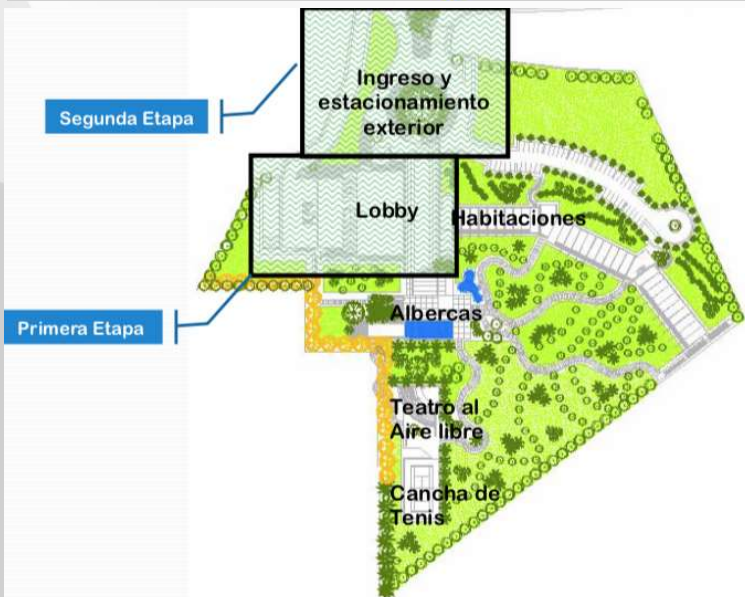 Ingreso y
estacionamiento
exterior
Segunda Etapa
Lobby
Habitaciones
Primera Etapa
Albercas
Teatro al
Aire libre
Cancha de
Tenis